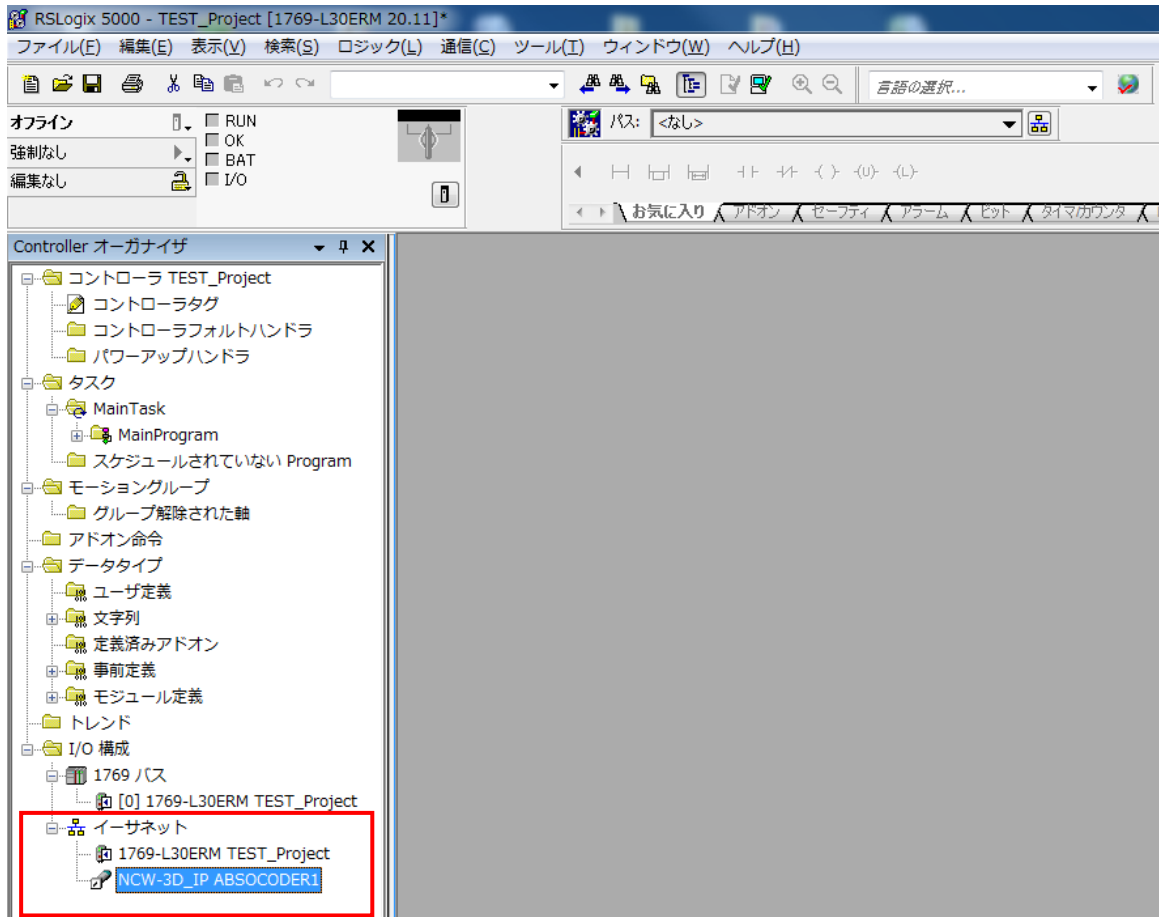 RSLogix 5000 - TEST_Project [1769-L30ERM 20.11]*
ファイル(F) 編集(E) 表示(V) 検索(S) ロジック(L) 通信(C) ツール(T) ウィンドウ(W) ヘルプ(H)
言語の選択...
オフライン
RUN
OK
BAT
I/O
強制なし
編集なし
パス: <なし>
(U) (L)
お気に入り アドオン セーフティ アラーム ビット タイマ/カウンタ
Controller オーガナイザ
コントローラ TEST_Project
コントローラタグ
コントローラフォルトハンドラ
パワーアップハンドラ
タスク
MainTask
MainProgram
スケジュールされていない Program
モーショングループ
グループ解除された軸
アドオン命令
データタイプ
ユーザ定義
文字列
定義済みアドオン
事前定義
モジュール定義
トレンド
I/O 構成
1769 バス
[0] 1769-L30ERM TEST_Project
イーサネット
1769-L30ERM TEST_Project
NCW-3D_IP ABSOCODER1